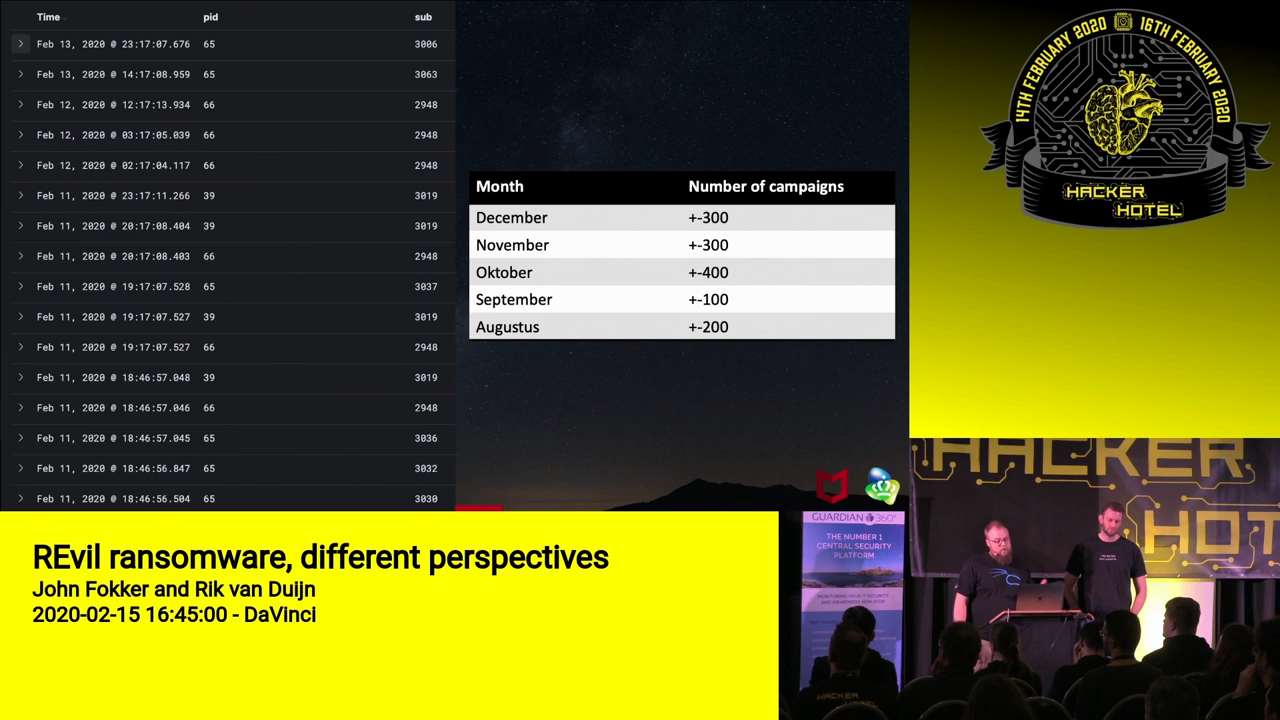 Time pid sub
Feb 13, 2020 @ 23:17:07.676 65 3006
Feb 13, 2020 @ 14:17:08.959 65 3063
Feb 12, 2020 @ 12:17:13.934 66 2948
Feb 12, 2020 @ 03:17:05.039 66 2948
Feb 12, 2020 @ 02:17:04.117 66 2948
Feb 11, 2020 @ 23:17:11.266 39 3019
Feb 11, 2020 @ 20:17:08.404 39 3019
Feb 11, 2020 @ 20:17:08.403 66 2948
Feb 11, 2020 @ 19:17:07.528 65 3037
Feb 11, 2020 @ 19:17:07.527 39 3019
Feb 11, 2020 @ 19:17:07.527 66 2948
Feb 11, 2020 @ 18:46:57.048 39 3019
Feb 11, 2020 @ 18:46:57.046 66 2948
Feb 11, 2020 @ 18:46:57.045 65 3036
Feb 11, 2020 @ 18:46:56.847 65 3032
Feb 11, 2020 @ 18:46:56.504 65 3030
Month Number of campaigns
December +-300
November +-300
Oktober +-400
September +-100
Augustus +-200
14TH FEBRUARY 2020 16TH FEBRUARY 2020
HACKER
HOTEL
REvil ransomware, different perspectives
John Fokker and Rik van Duijn
2020-02-15 16:45:00 - DaVinci
GUARDIAN 360°
THE NUMBER 1
CENTRAL SECURITY
PLATFORM
MONITORING YOUR IT SECURITY
AND AWARENESS NON-STOP
HACKER
HOT
HACKER